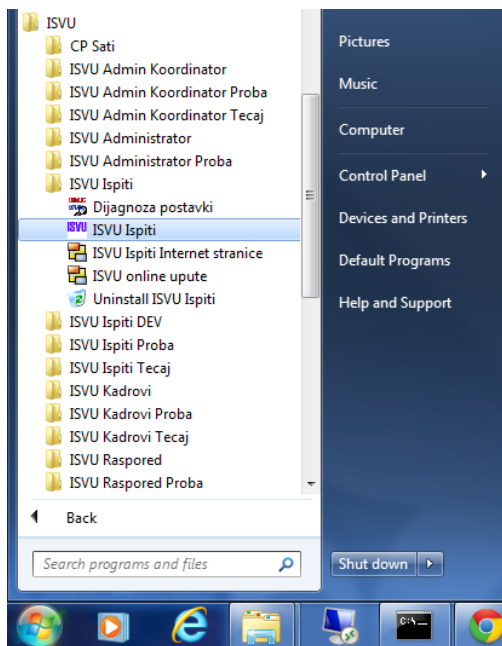 ISVU
CP Sati
ISVU Admin Koordinator
ISVU Admin Koordinator Proba
ISVU Admin Koordinator Tecaj
ISVU Administrator
ISVU Administrator Proba
ISVU Ispiti
Dijagnoza postavki
ISVU ISVU Ispiti
ISVU Ispiti Internet stranice
ISVU online upute
Uninstall ISVU Ispiti
ISVU Ispiti DEV
ISVU Ispiti Proba
ISVU Ispiti Tecaj
ISVU Kadrovi
ISVU Kadrovi Proba
ISVU Kadrovi Tecaj
ISVU Raspored
ISVU Raspored Proba
Back
Search programs and files
Pictures
Music
Computer
Control Panel
Devices and Printers
Default Programs
Help and Support
Shut down
C:\_